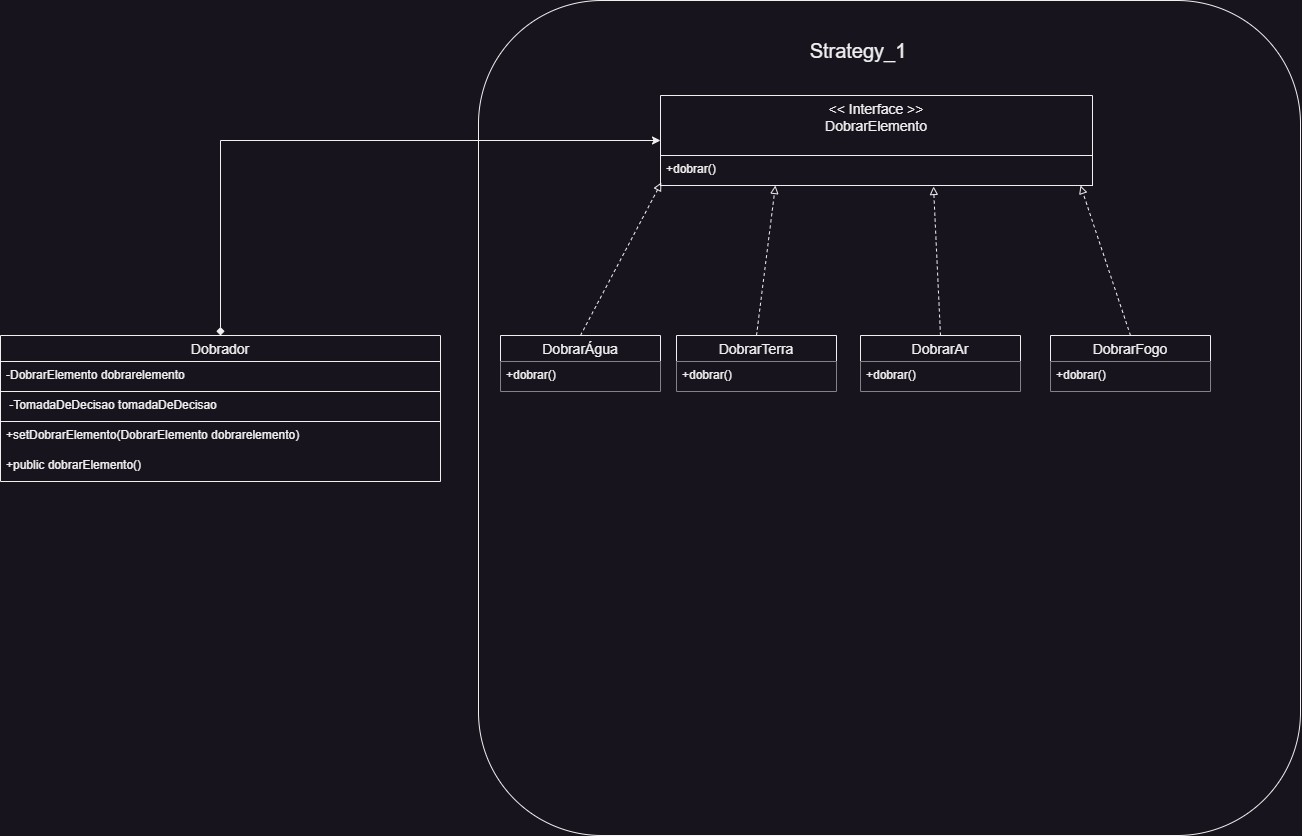 Strategy_1
<< Interface >>
DobrarElemento
+dobrar()
Dobrador
-DobrarElemento dobrarelemento
-TomadaDeDecisao tomadaDeDecisao
+setDobrarElemento(DobrarElemento dobrarelemento)
+public dobrarElemento()
DobrarÁgua
+dobrar()
DobrarTerra
+dobrar()
DobrarAr
+dobrar()
DobrarFogo
+dobrar()